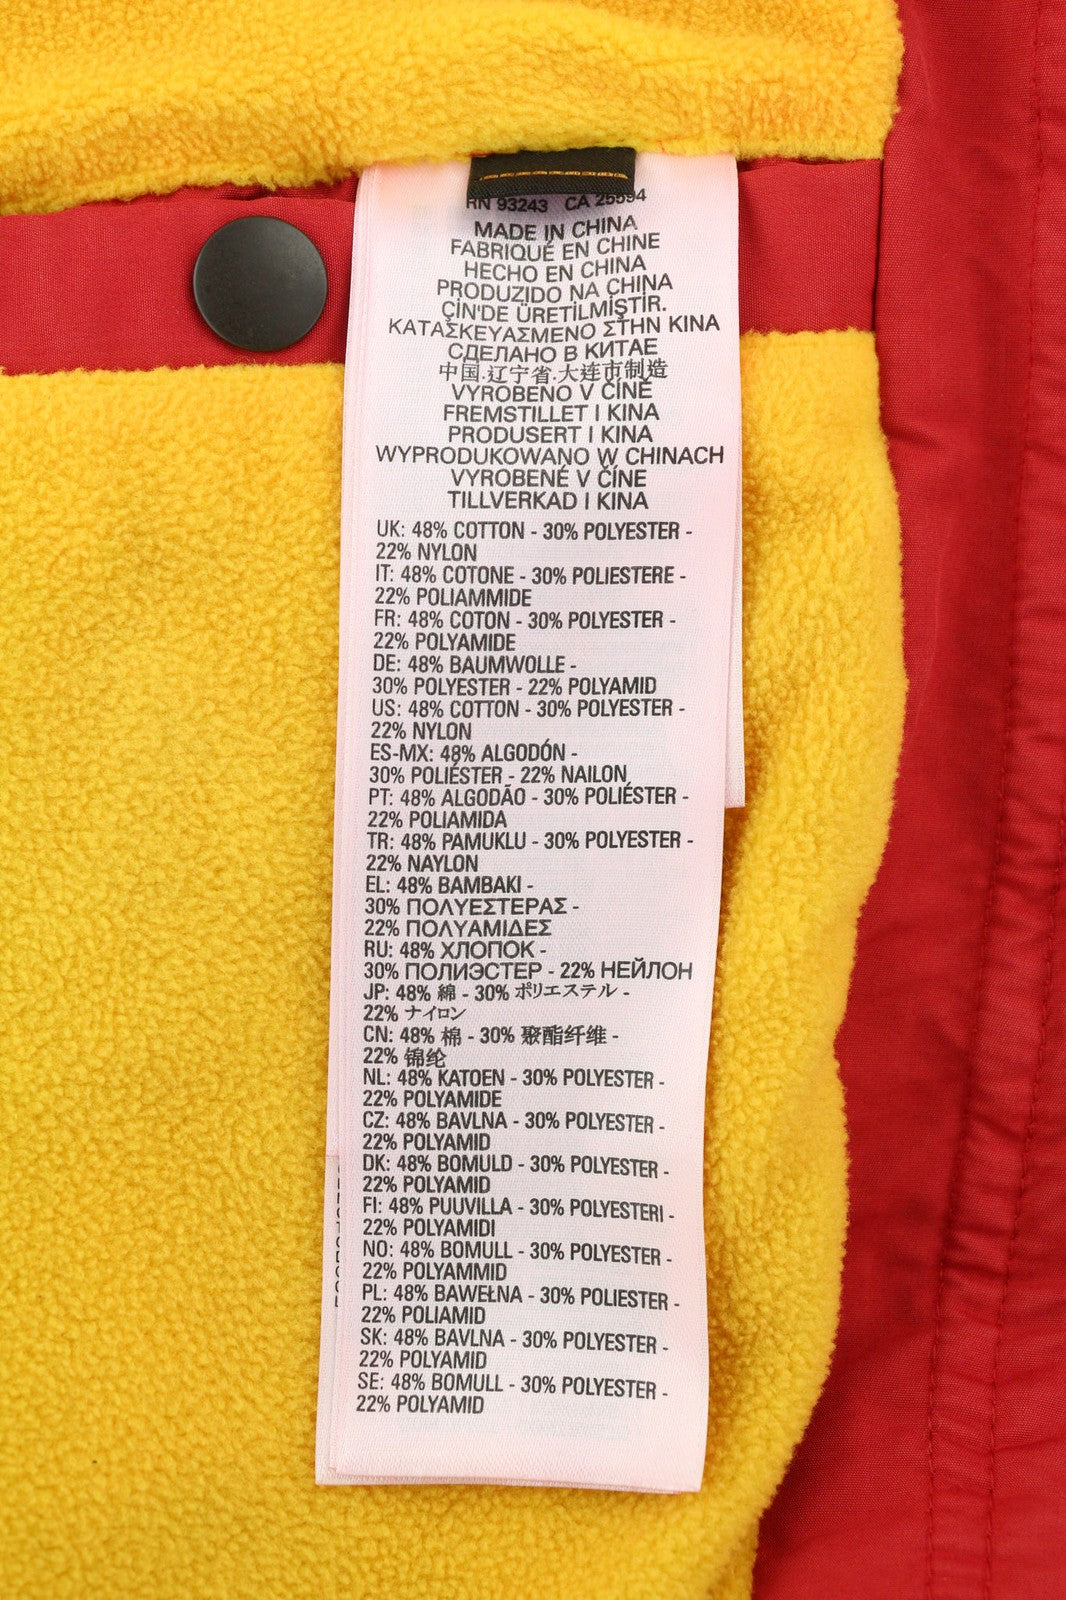 RN 93243 CA 25594
MADE IN CHINA
FABRIQUÉ EN CHINE
HECHO EN CHINA
PRODUZIDO NA CHINA
ÇİN'DE ÜRETİLMİŞTİR.
ΚΑΤΑΣΚΕΥΑΣΜΕΝΟ ΣΤΗΝ ΚΙΝΑ
СДЕЛАНО В КИТАЕ
中国.辽宁省.大连市制造
VYROBENO V ČÍNĚ
FREMSTILLET I KINA
PRODUSERT I KINA
WYPRODUKOWANO W CHINACH
VYROBENÉ V ČÍNE
TILLVERKAD I KINA
UK: 48% COTTON - 30% POLYESTER -
22% NYLON
IT: 48% COTONE - 30% POLIESTERE -
22% POLIAMMIDE
FR: 48% COTON - 30% POLYESTER -
22% POLYAMIDE
DE: 48% BAUMWOLLE -
30% POLYESTER - 22% POLYAMID
US: 48% COTTON - 30% POLYESTER -
22% NYLON
ES-MX: 48% ALGODÓN -
30% POLIÉSTER - 22% NAILON
PT: 48% ALGODÃO - 30% POLIÉSTER -
22% POLIAMIDA
TR: 48% PAMUKLU - 30% POLYESTER -
22% NAYLON
EL: 48% ΒΑΜΒΑΚΙ -
30% ΠΟΛΥΕΣΤΕΡΑΣ -
22% ΠΟΛΥΑΜΙΔΕΣ
RU: 48% ХЛОПОК -
30% ПОЛИЭСТЕР - 22% НЕЙЛОН
JP: 48% 綿 - 30% ポリエステル -
22% ナイロン
CN: 48% 棉 - 30% 聚酯纤维 -
22% 锦纶
NL: 48% KATOEN - 30% POLYESTER -
22% POLYAMIDE
CZ: 48% BAVLNA - 30% POLYESTER -
22% POLYAMID
DK: 48% BOMULD - 30% POLYESTER -
22% POLYAMID
FI: 48% PUUVILLA - 30% POLYESTERI -
22% POLYAMIDI
NO: 48% BOMULL - 30% POLYESTER -
22% POLYAMMID
PL: 48% BAWEŁNA - 30% POLIESTER -
22% POLIAMID
SK: 48% BAVLNA - 30% POLYESTER -
22% POLYAMID
SE: 48% BOMULL - 30% POLYESTER -
22% POLYAMID